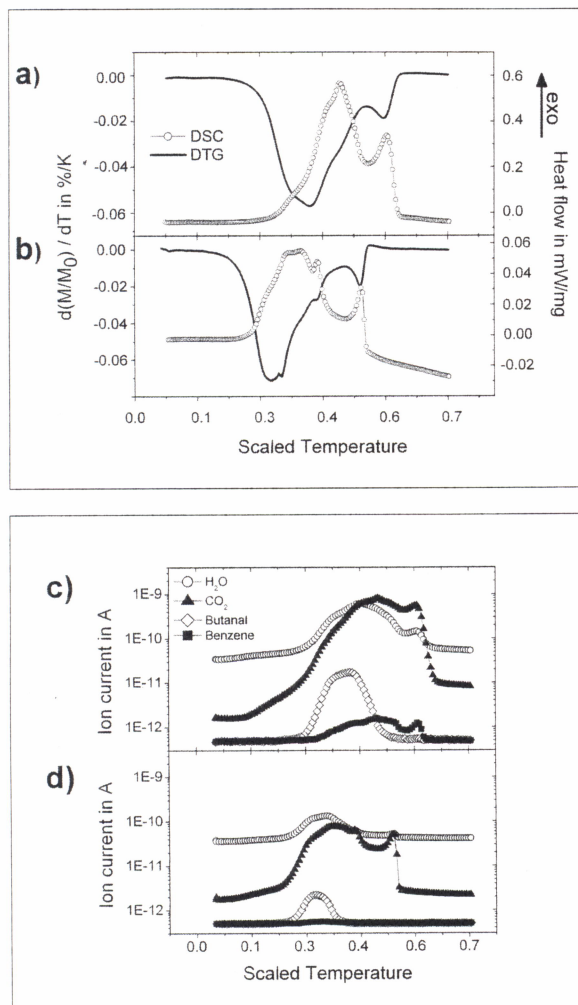 a)
0.00
-0.02
-0.04
-0.06
DSC
DTG
0.6
0.4
0.2
0.0
exo
b)
0.00
-0.02
-0.04
-0.06
0.06
0.04
0.02
0.00
-0.02
d(M/M0) / dT in %/K
Heat flow in mW/mg
0.0 0.1 0.2 0.3 0.4 0.5 0.6 0.7
Scaled Temperature
c)
1E-9
1E-10
1E-11
1E-12
H2O
CO2
Butanal
Benzene
Ion current in A
d)
1E-9
1E-10
1E-11
1E-12
Ion current in A
0.0 0.1 0.2 0.3 0.4 0.5 0.6 0.7
Scaled Temperature